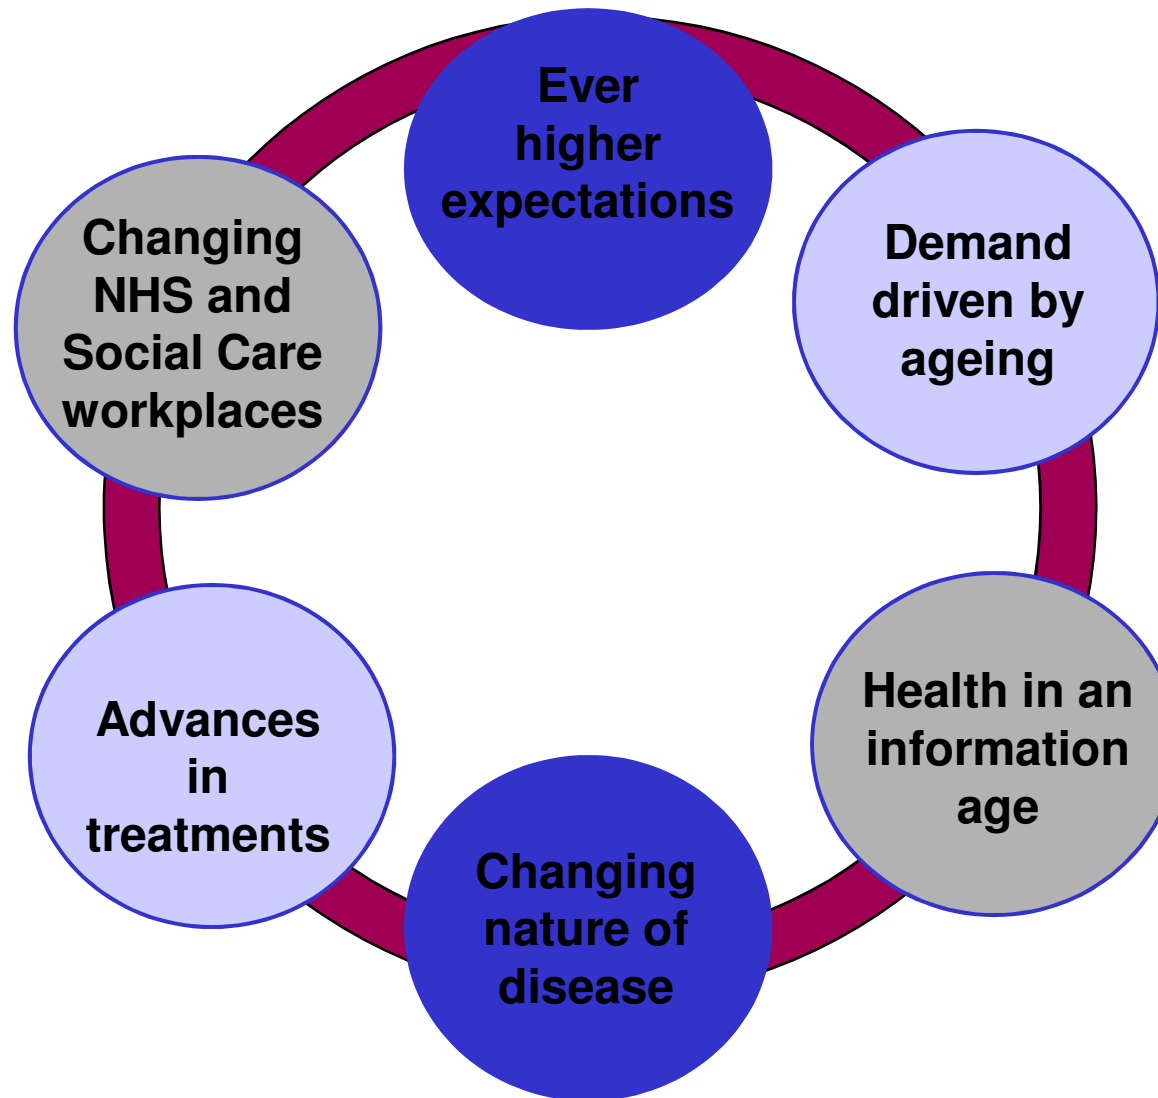 Ever
higher
expectations
Demand
driven by
ageing
Health in an
information
age
Changing
nature of
disease
Advances
in
treatments
Changing
NHS and
Social Care
workplaces